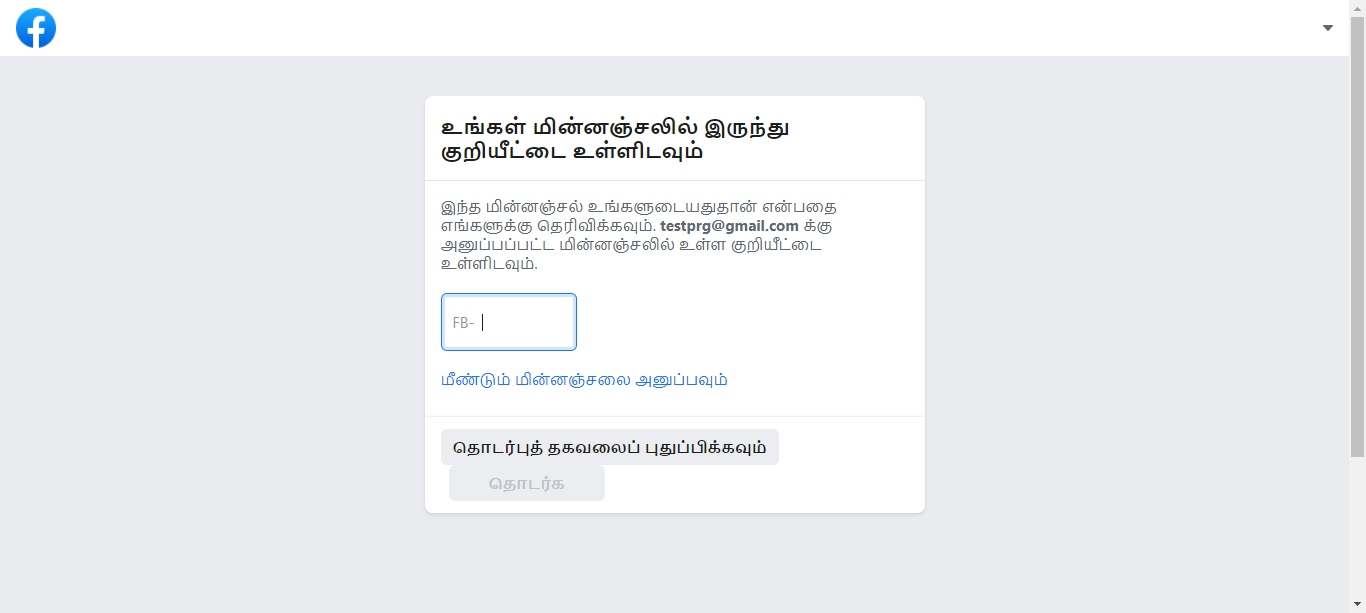 உங்கள் மின்னஞ்சலில் இருந்து
குறியீட்டை உள்ளிடவும்
இந்த மின்னஞ்சல் உங்களுடையதுதான் என்பதை
எங்களுக்கு தெரிவிக்கவும். testprg@gmail.com க்கு
அனுப்பப்பட்ட மின்னஞ்சலில் உள்ள குறியீட்டை
உள்ளிடவும்.
FB-
மீண்டும் மின்னஞ்சலை அனுப்பவும்
தொடர்புத் தகவலைப் புதுப்பிக்கவும்
தொடர்க